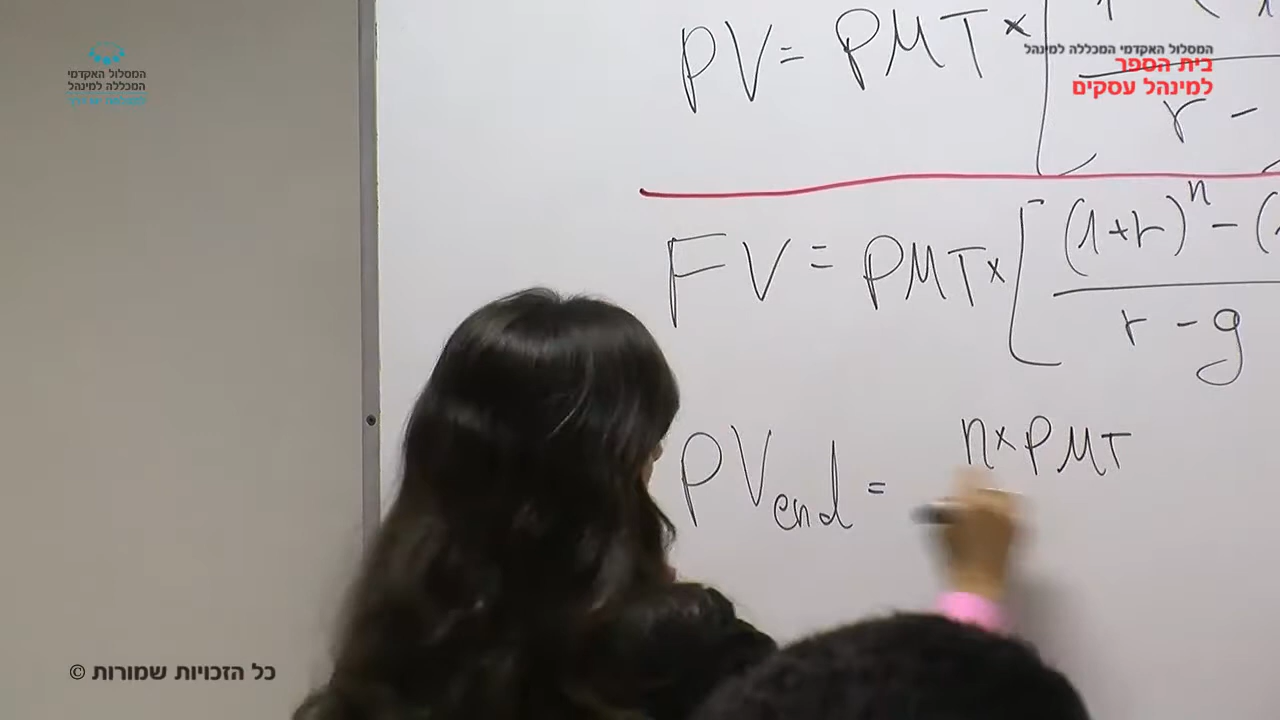 המסלול האקדמי
המכללה למינהל
המסלול האקדמי המכללה למינהל
בית הספר
למינהל עסקים
PV = PMT × [
r -
FV = PMT × [ (1+r)^n - (
r - g
PV_end = n × PMT
כל הזכויות שמורות ©